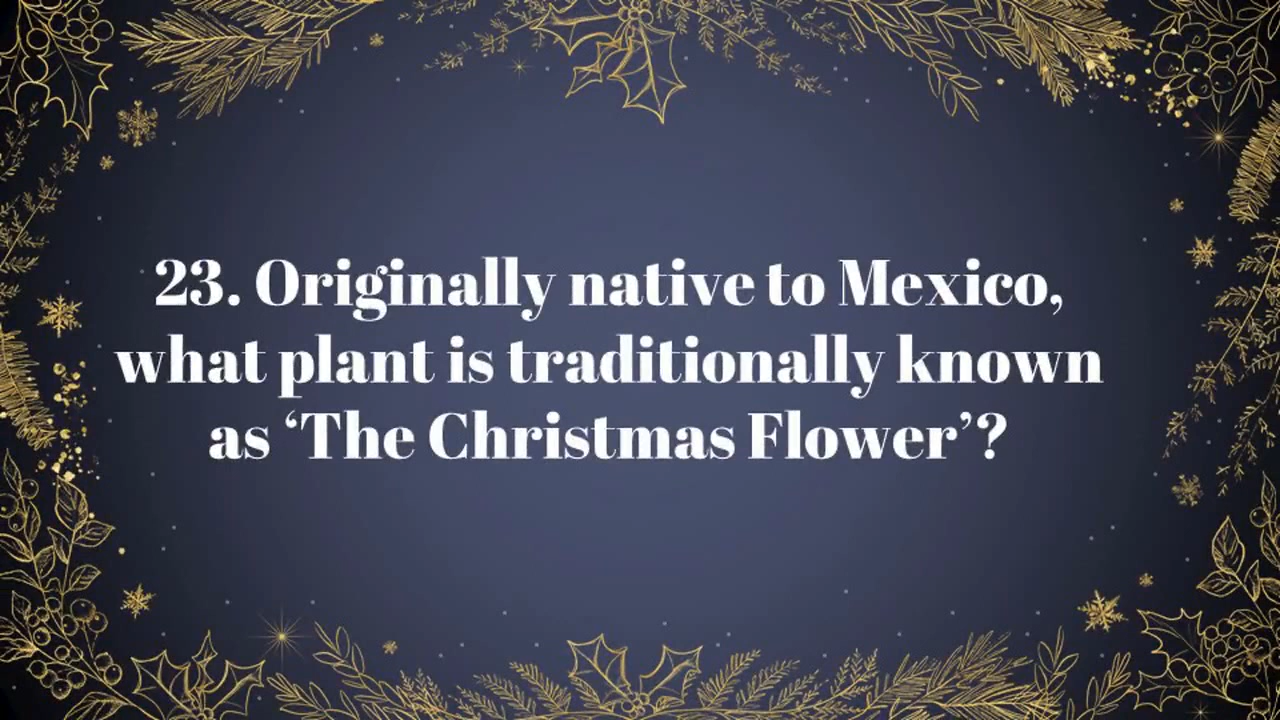 23. Originally native to Mexico,
what plant is traditionally known
as ‘The Christmas Flower’?